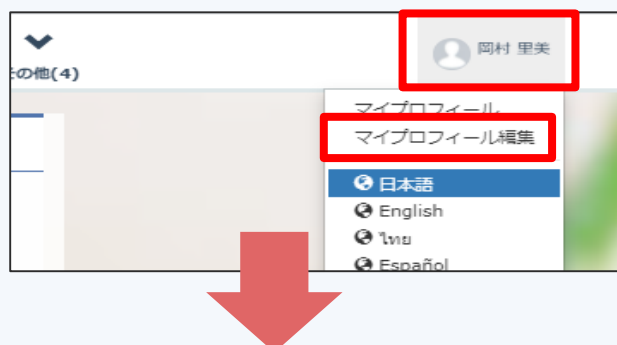 岡村 里美
その他(4)
マイプロフィール
マイプロフィール編集
日本語
English
ไทย
Español